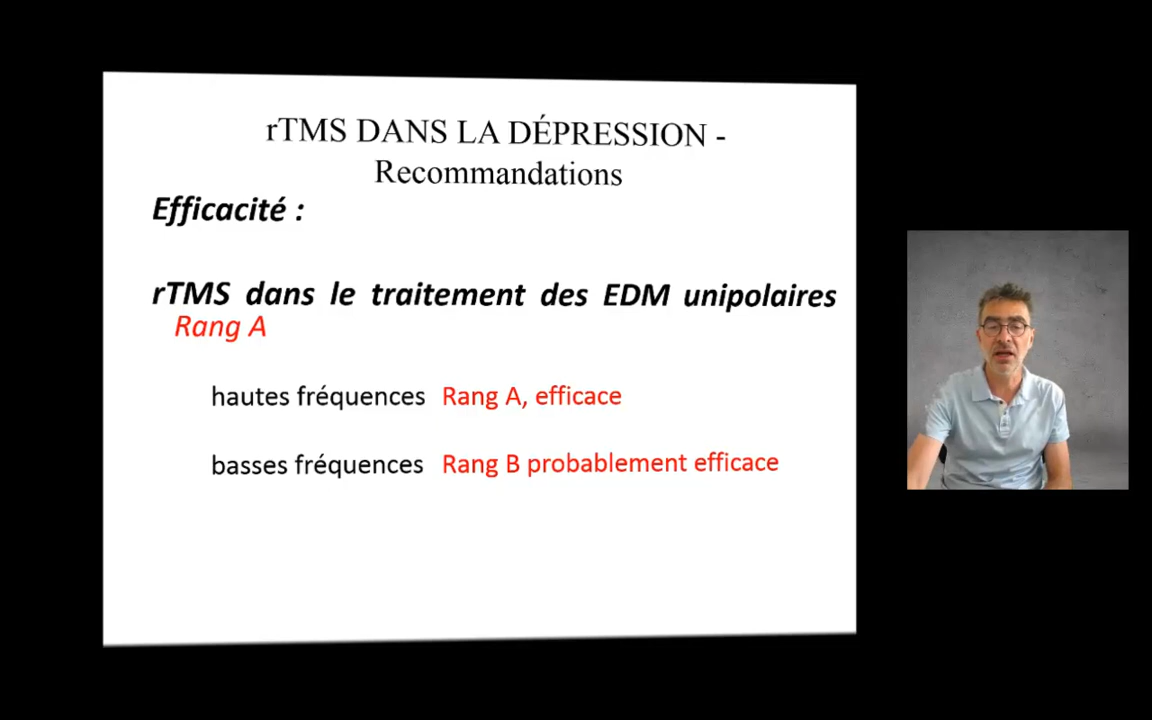 rTMS DANS LA DÉPRESSION -
Recommandations
Efficacité :
rTMS dans le traitement des EDM unipolaires
Rang A
hautes fréquences Rang A, efficace
basses fréquences Rang B probablement efficace